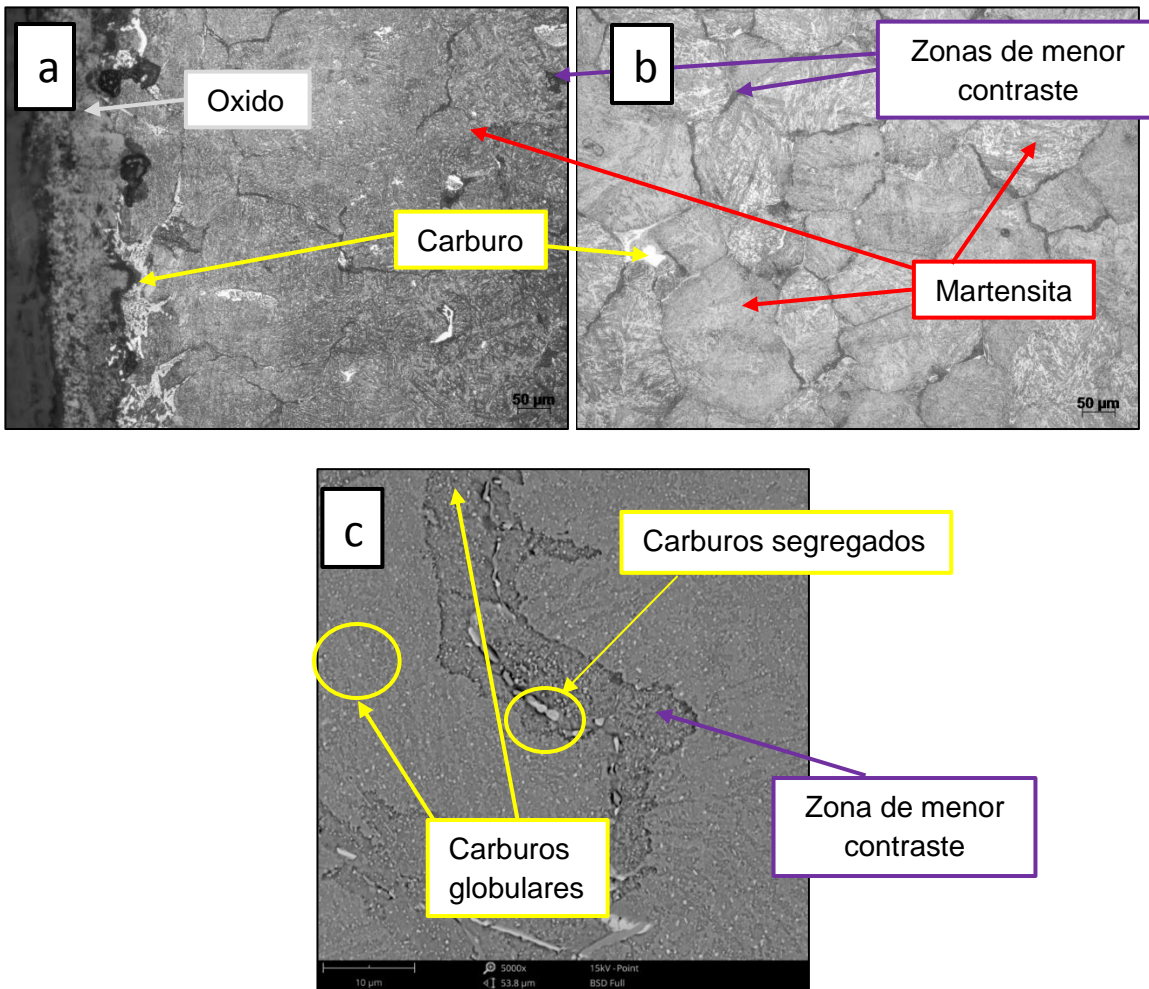 a
Oxido
b
Zonas de menor
contraste
Carburo
Martensita
50 µm
50 µm
c
Carburos segregados
Zona de menor
contraste
Carburos
globulares
10 µm
5000x
53.8 µm
15kV - Point
BSD Full